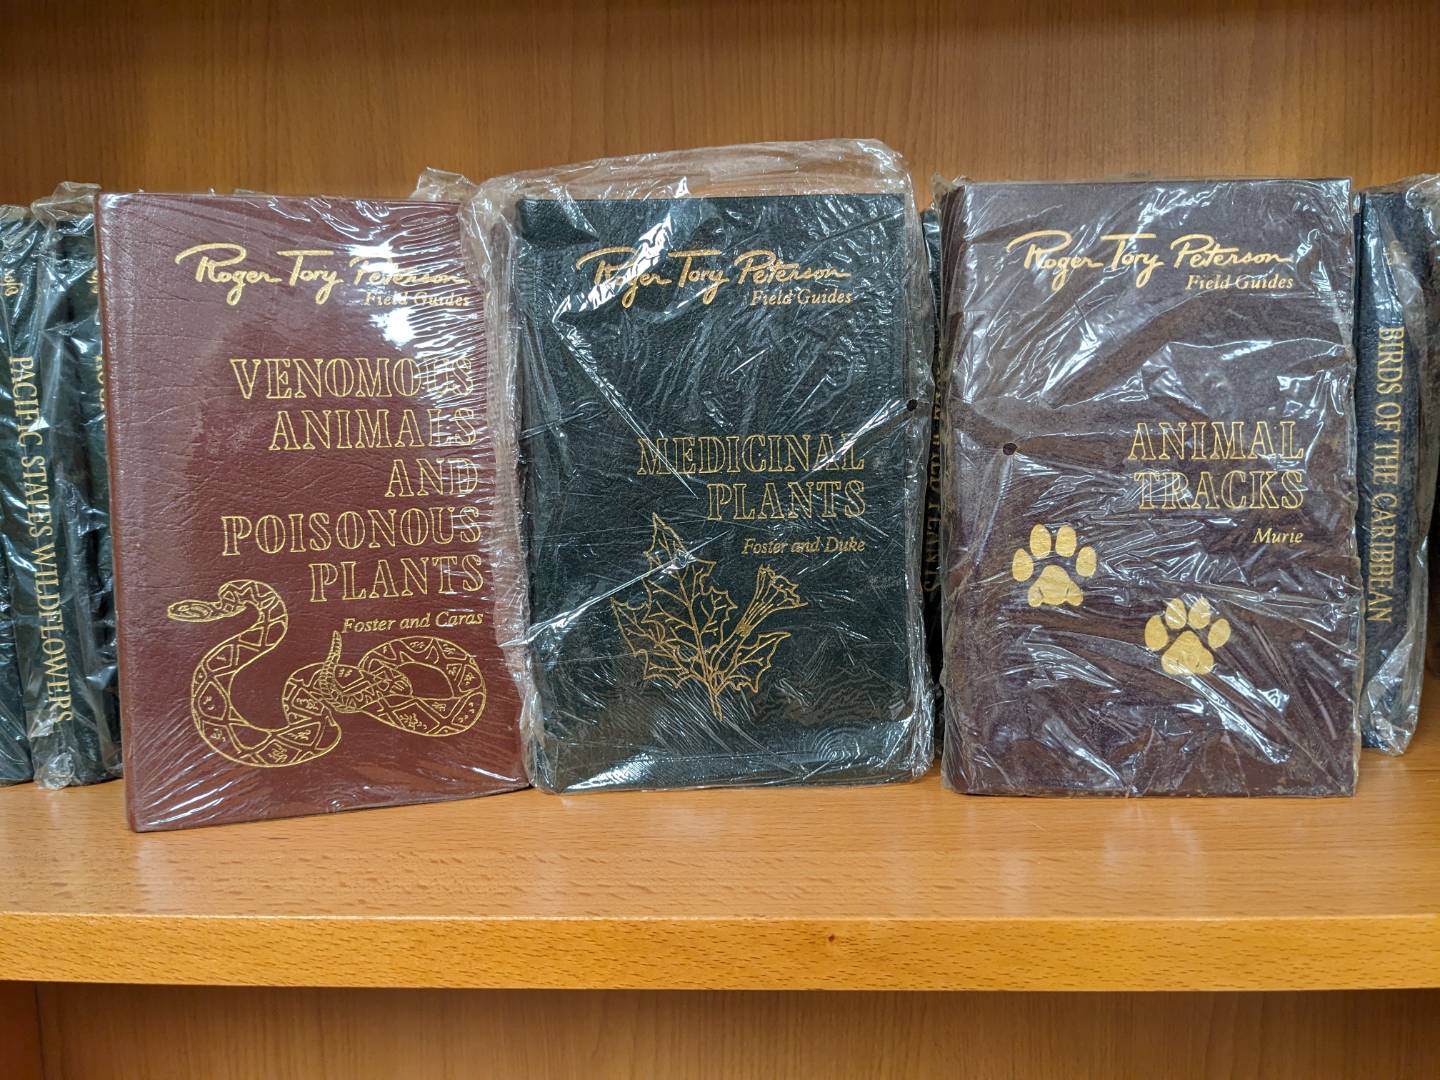 PACIFIC STATES WILDFLOWERS
Roger Tory Peterson
Field Guides
VENOMOUS
ANIMALS
AND
POISONOUS
PLANTS
Foster and Caras
Roger Tory Peterson
Field Guides
MEDICINAL
PLANTS
Foster and Duke
PLANTS
Roger Tory Peterson
Field Guides
ANIMAL
TRACKS
Murie
BIRDS OF THE CARIBBEAN